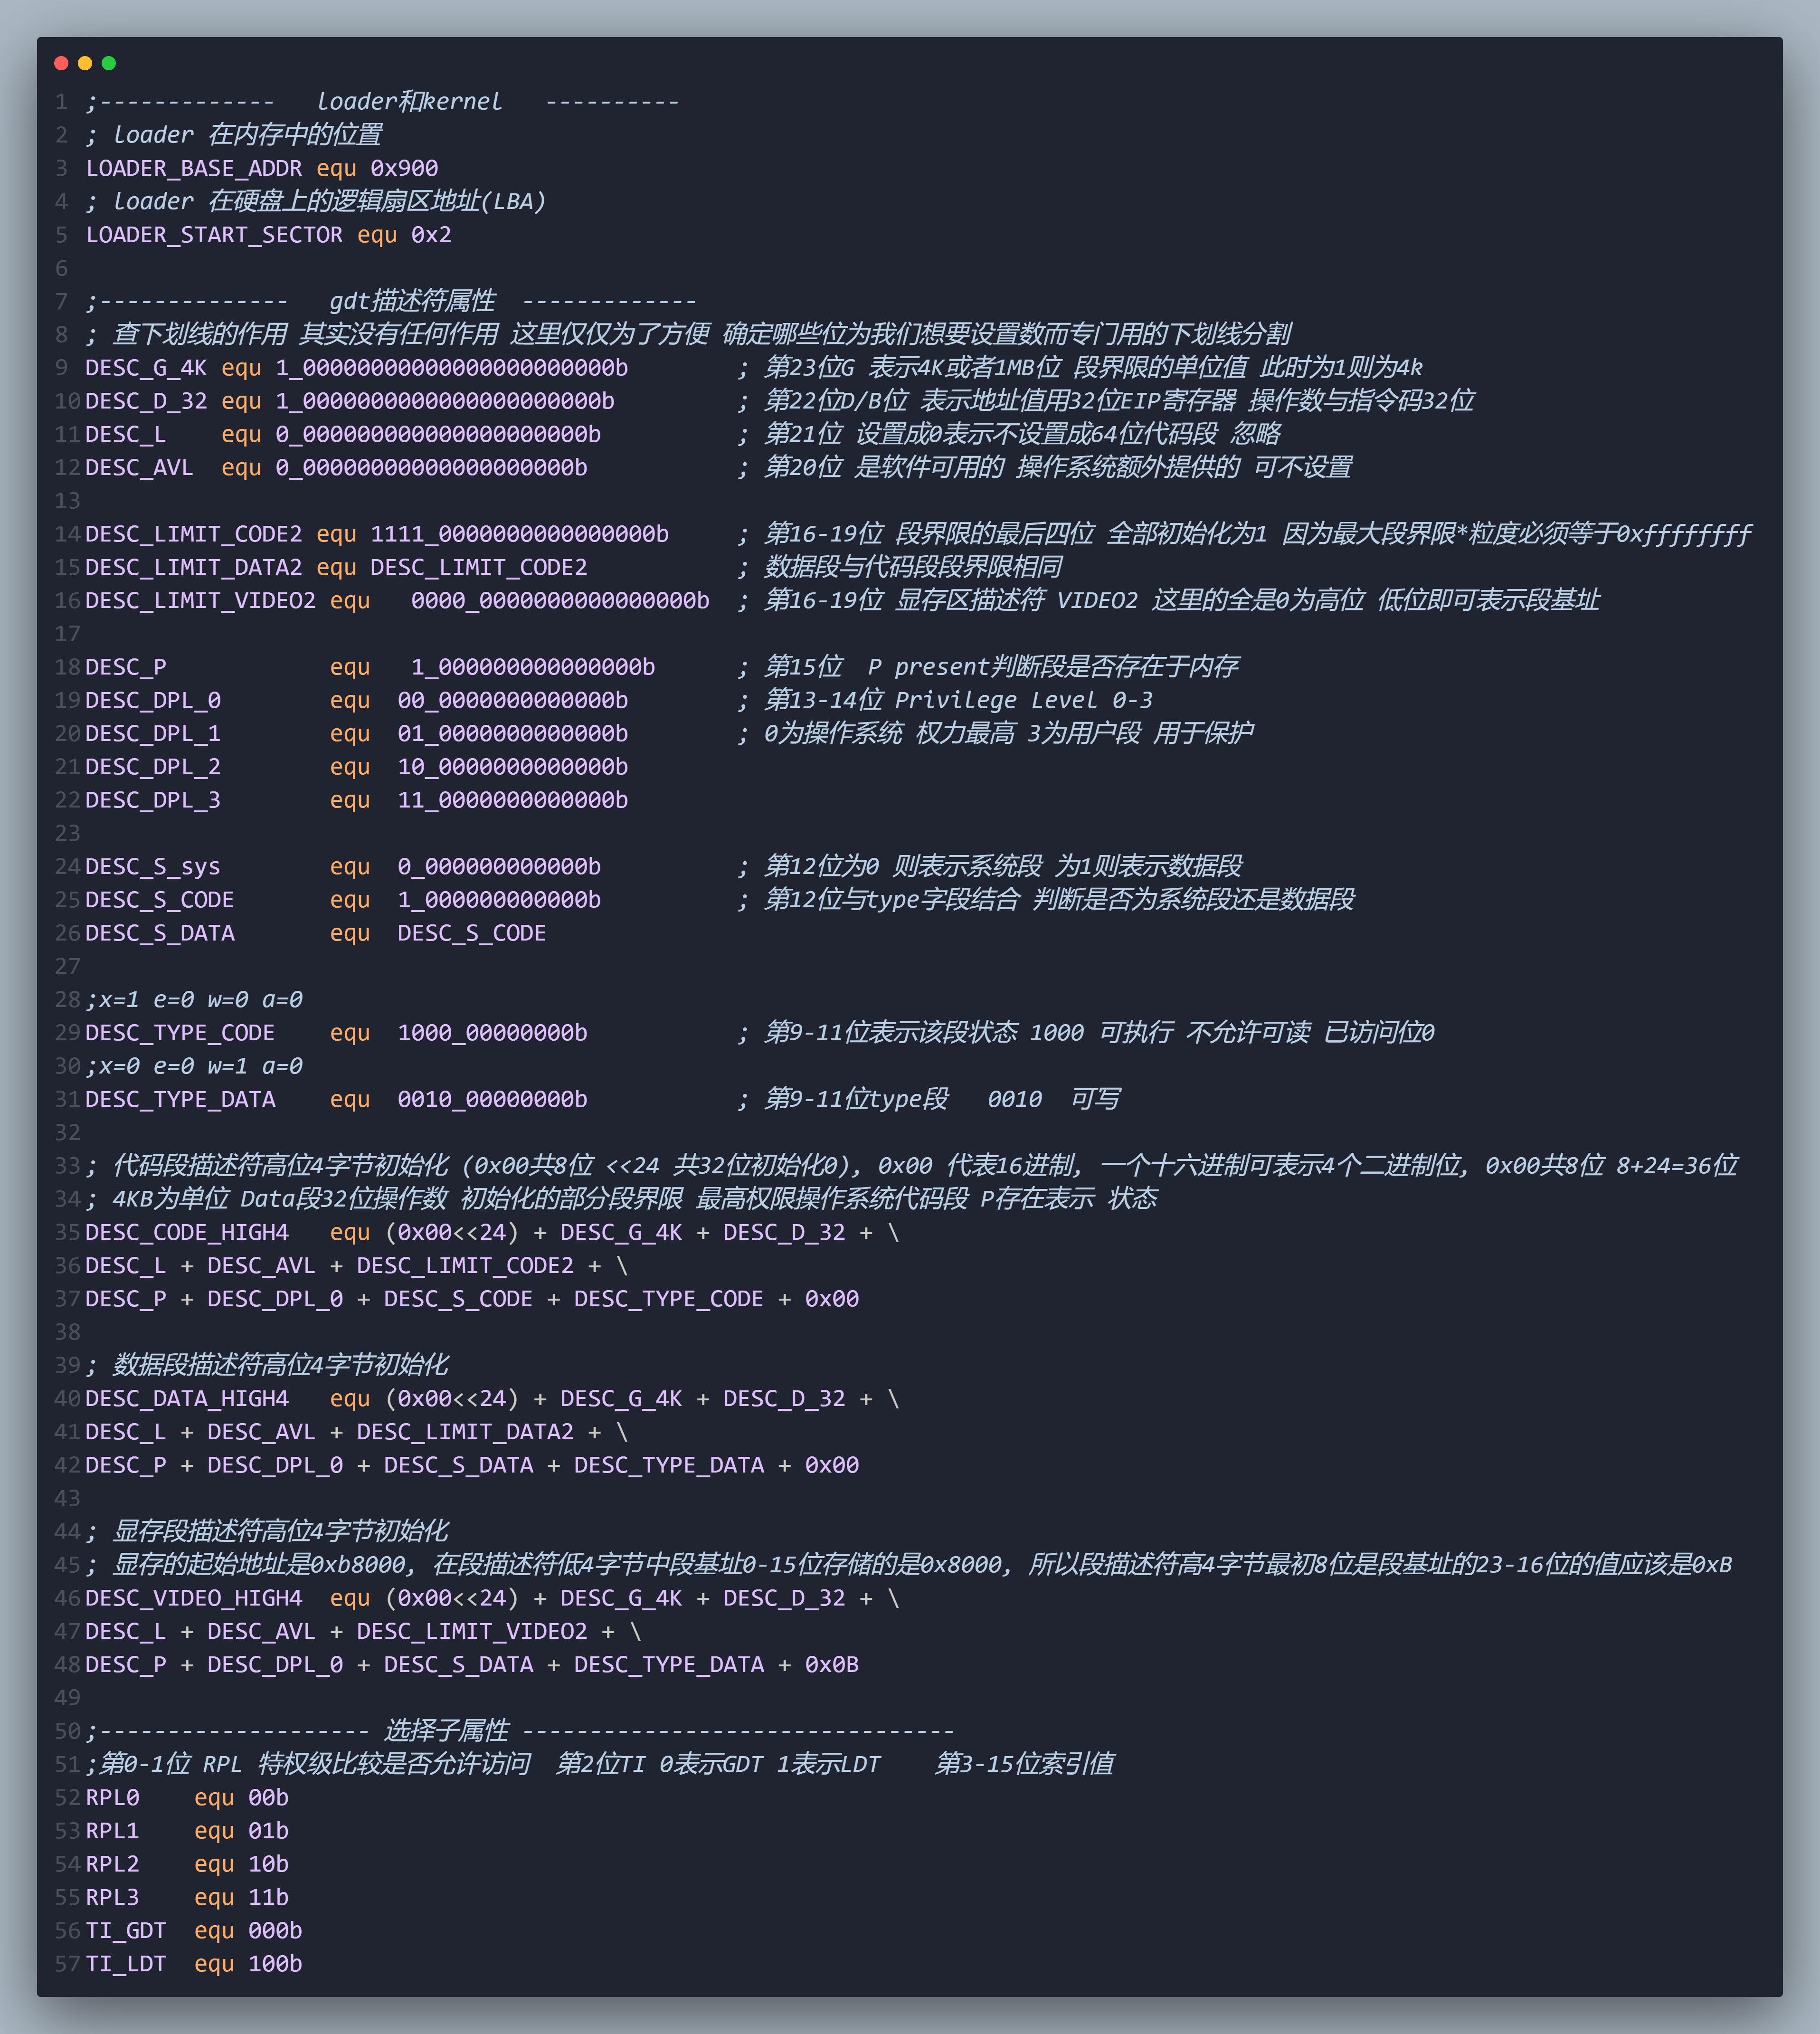 1 ;-------------   loader和kernel   ----------
2 ; loader 在内存中的位置
3 LOADER_BASE_ADDR equ 0x900
4 ; loader 在硬盘上的逻辑扇区地址(LBA)
5 LOADER_START_SECTOR equ 0x2
6
7 ;--------------   gdt描述符属性  -------------
8 ; 查下划线的作用 其实没有任何作用 这里仅仅为了方便 确定哪些位为我们想要设置数而专门用的下划线分割
9 DESC_G_4K equ 1_00000000000000000000000b        ; 第23位G 表示4K或者1MB位 段界限的单位值 此时为1则为4k
10 DESC_D_32 equ 1_0000000000000000000000b         ; 第22位D/B位 表示地址值用32位EIP寄存器 操作数与指令码32位
11 DESC_L    equ 0_000000000000000000000b          ; 第21位 设置成0表示不设置成64位代码段 忽略
12 DESC_AVL  equ 0_00000000000000000000b           ; 第20位 是软件可用的 操作系统额外提供的 可不设置
13
14 DESC_LIMIT_CODE2 equ 1111_0000000000000000b     ; 第16-19位 段界限的最后四位 全部初始化为1 因为最大段界限*粒度必须等于0xffffffff
15 DESC_LIMIT_DATA2 equ DESC_LIMIT_CODE2           ; 数据段与代码段段界限相同
16 DESC_LIMIT_VIDEO2 equ   0000_0000000000000000b  ; 第16-19位 显存区描述符 VIDEO2 这里的全是0为高位 低位即可表示段基址
17
18 DESC_P            equ   1_000000000000000b      ; 第15位  P present判断段是否存在于内存
19 DESC_DPL_0        equ  00_0000000000000b        ; 第13-14位 Privilege Level 0-3
20 DESC_DPL_1        equ  01_0000000000000b        ; 0为操作系统 权力最高 3为用户段 用于保护
21 DESC_DPL_2        equ  10_0000000000000b
22 DESC_DPL_3        equ  11_0000000000000b
23
24 DESC_S_sys        equ  0_000000000000b          ; 第12位为0 则表示系统段 为1则表示数据段
25 DESC_S_CODE       equ  1_000000000000b          ; 第12位与type字段结合 判断是否为系统段还是数据段
26 DESC_S_DATA       equ  DESC_S_CODE
27
28 ;x=1 e=0 w=0 a=0
29 DESC_TYPE_CODE    equ  1000_00000000b           ; 第9-11位表示该段状态 1000 可执行 不允许可读 已访问位0
30 ;x=0 e=0 w=1 a=0
31 DESC_TYPE_DATA    equ  0010_00000000b           ; 第9-11位type段   0010  可写
32
33 ; 代码段描述符高位4字节初始化 (0x00共8位 <<24 共32位初始化0), 0x00 代表16进制, 一个十六进制可表示4个二进制位, 0x00共8位 8+24=36位
34 ; 4KB为单位 Data段32位操作数 初始化的部分段界限 最高权限操作系统代码段 P存在表示 状态
35 DESC_CODE_HIGH4   equ (0x00<<24) + DESC_G_4K + DESC_D_32 + \
36 DESC_L + DESC_AVL + DESC_LIMIT_CODE2 + \
37 DESC_P + DESC_DPL_0 + DESC_S_CODE + DESC_TYPE_CODE + 0x00
38
39 ; 数据段描述符高位4字节初始化
40 DESC_DATA_HIGH4   equ (0x00<<24) + DESC_G_4K + DESC_D_32 + \
41 DESC_L + DESC_AVL + DESC_LIMIT_DATA2 + \
42 DESC_P + DESC_DPL_0 + DESC_S_DATA + DESC_TYPE_DATA + 0x00
43
44 ; 显存段描述符高位4字节初始化
45 ; 显存的起始地址是0xb8000, 在段描述符低4字节中段基址0-15位存储的是0x8000, 所以段描述符高4字节最初8位是段基址的23-16位的值应该是0xB
46 DESC_VIDEO_HIGH4  equ (0x00<<24) + DESC_G_4K + DESC_D_32 + \
47 DESC_L + DESC_AVL + DESC_LIMIT_VIDEO2 + \
48 DESC_P + DESC_DPL_0 + DESC_S_DATA + DESC_TYPE_DATA + 0x0B
49
50 ;-------------------- 选择子属性 --------------------------------
51 ;第0-1位 RPL 特权级比较是否允许访问  第2位TI 0表示GDT 1表示LDT    第3-15位索引值
52 RPL0    equ 00b
53 RPL1    equ 01b
54 RPL2    equ 10b
55 RPL3    equ 11b
56 TI_GDT  equ 000b
57 TI_LDT  equ 100b